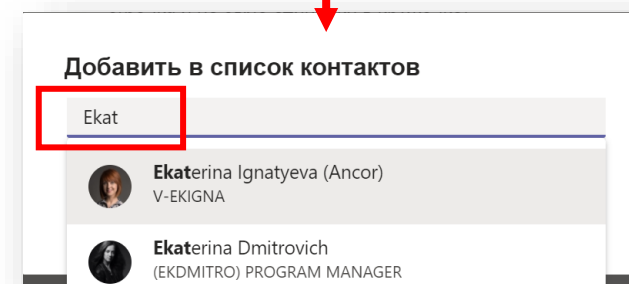 Добавить в список контактов
Ekat
Ekaterina Ignatyeva (Ancor)
V-EKIGNA
Ekaterina Dmitrovich
(EKDMITRO) PROGRAM MANAGER